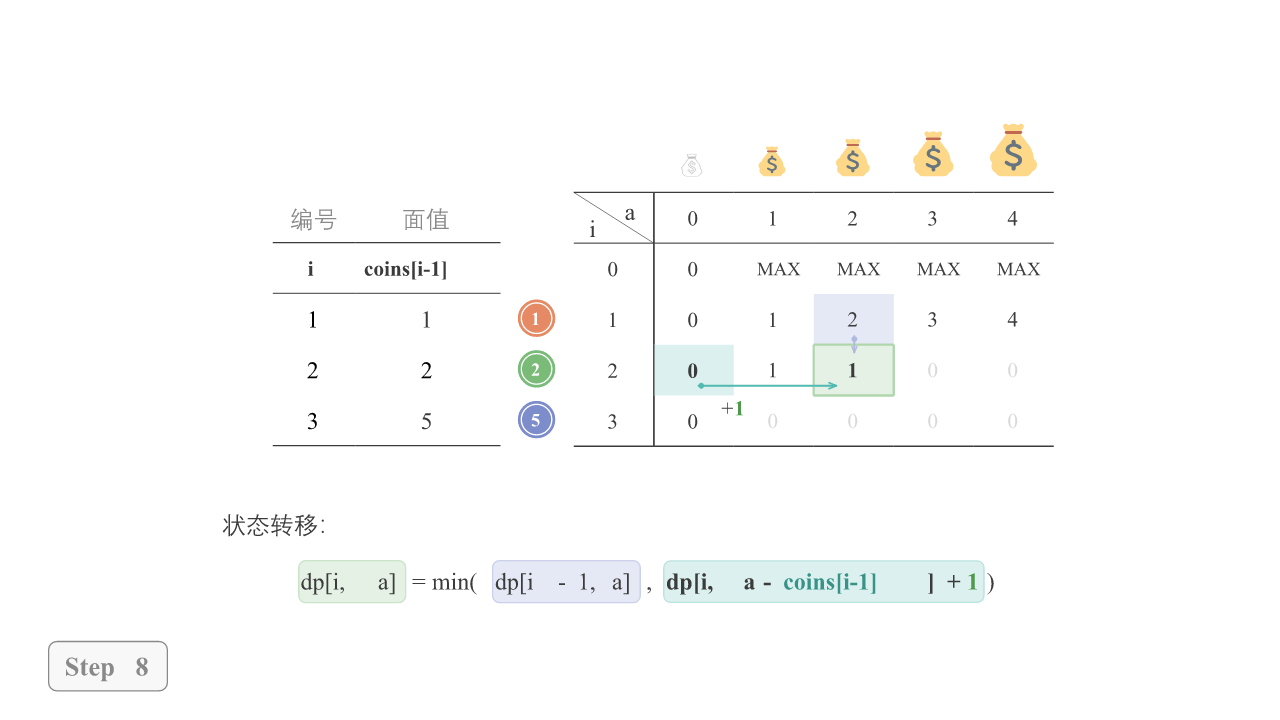 编号 面值
i coins[i-1]
1 1
2 2
3 5
1
2
5
$ $ $ $ $
i a 0 1 2 3 4
0 0 MAX MAX MAX MAX
1 0 1 2 3 4
2 0 1 1 0 0
+1
3 0 0 0 0 0
状态转移:
dp[i, a] = min( dp[i - 1, a] , dp[i, a - coins[i-1] ] + 1 )
Step 8